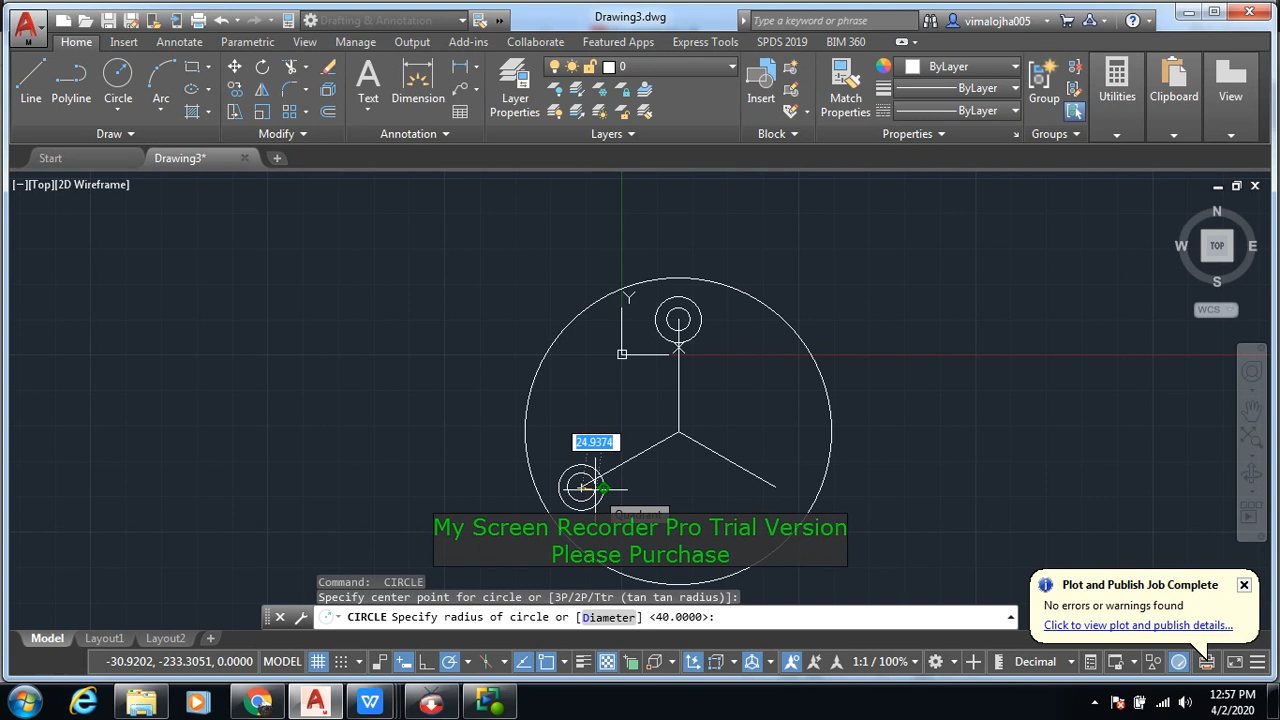 Drafting & Annotation
Drawing3.dwg
Type a keyword or phrase
vimalojha005
Home Insert Annotate Parametric View Manage Output Add-ins Collaborate Featured Apps Express Tools SPDS 2019 BIM 360
M
0
ByLayer
ByLayer
ByLayer
Line Polyline Circle Arc Text Dimension Layer Properties Insert Match Properties Group Utilities Clipboard View
Draw Modify Annotation Layers Block Properties Groups
Start Drawing3*
[−][Top][2D Wireframe]
N
W TOP E
S
WCS
Y
X
24.9374
Quadrant
My Screen Recorder Pro Trial Version
Please Purchase
Command: CIRCLE
Specify center point for circle or [3P/2P/Ttr (tan tan radius)]:
CIRCLE Specify radius of circle or [Diameter] <40.0000>:
Plot and Publish Job Complete
No errors or warnings found
Click to view plot and publish details...
Model Layout1 Layout2
-30.9202, -233.3051, 0.0000 MODEL 1:1 / 100% Decimal
12:57 PM
4/2/2020